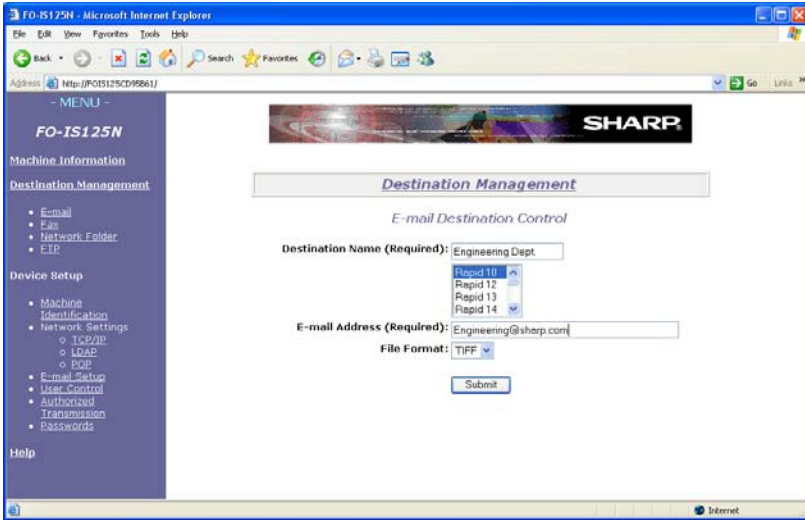 FO-IS125N - Microsoft Internet Explorer
File Edit View Favorites Tools Help
Back Search Favorites
Address http://FOIS125CD95B61/ Go Links »
- MENU -
FO-IS125N
Machine Information
Destination Management
E-mail
Fax
Network Folder
FTP
Device Setup
Machine
Identification
Network Settings
TCP/IP
LDAP
POP
E-mail Setup
User Control
Authorized
Transmission
Passwords
Help
SHARP
Destination Management
E-mail Destination Control
Destination Name (Required): Engineering Dept.
Rapid 10
Rapid 12
Rapid 13
Rapid 14
E-mail Address (Required): Engineering@sharp.com
File Format: TIFF
Submit
Internet